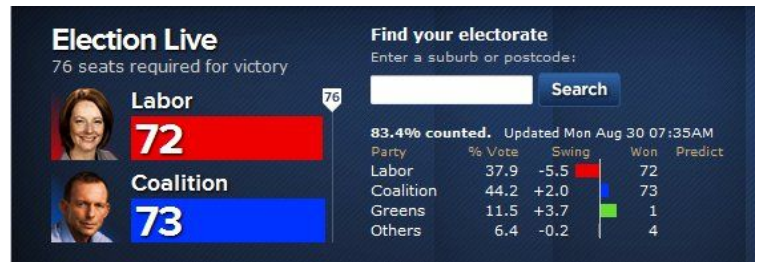 Election Live
76 seats required for victory
76
Labor
72
Coalition
73
Find your electorate
Enter a suburb or postcode:
Search
83.4% counted. Updated Mon Aug 30 07:35AM
Party % Vote Swing Won Predict
Labor 37.9 -5.5 72
Coalition 44.2 +2.0 73
Greens 11.5 +3.7 1
Others 6.4 -0.2 4